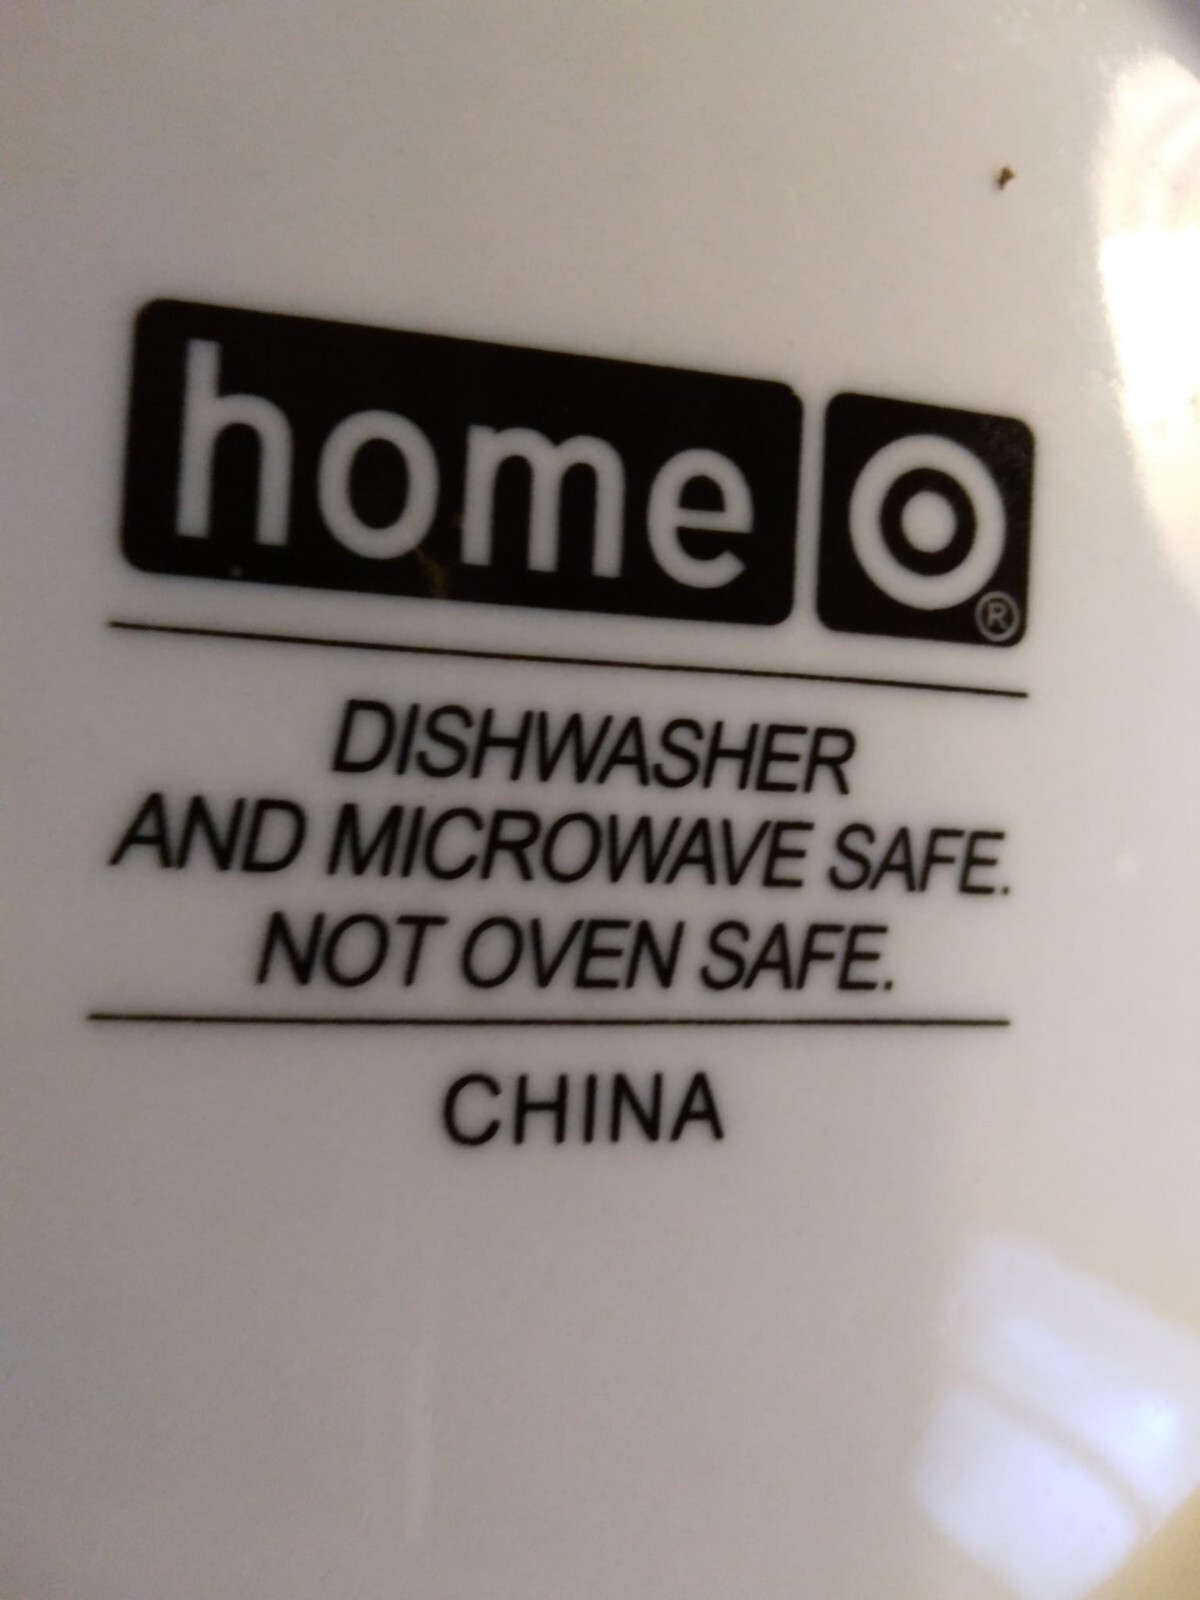 home ®
DISHWASHER
AND MICROWAVE SAFE.
NOT OVEN SAFE.
CHINA